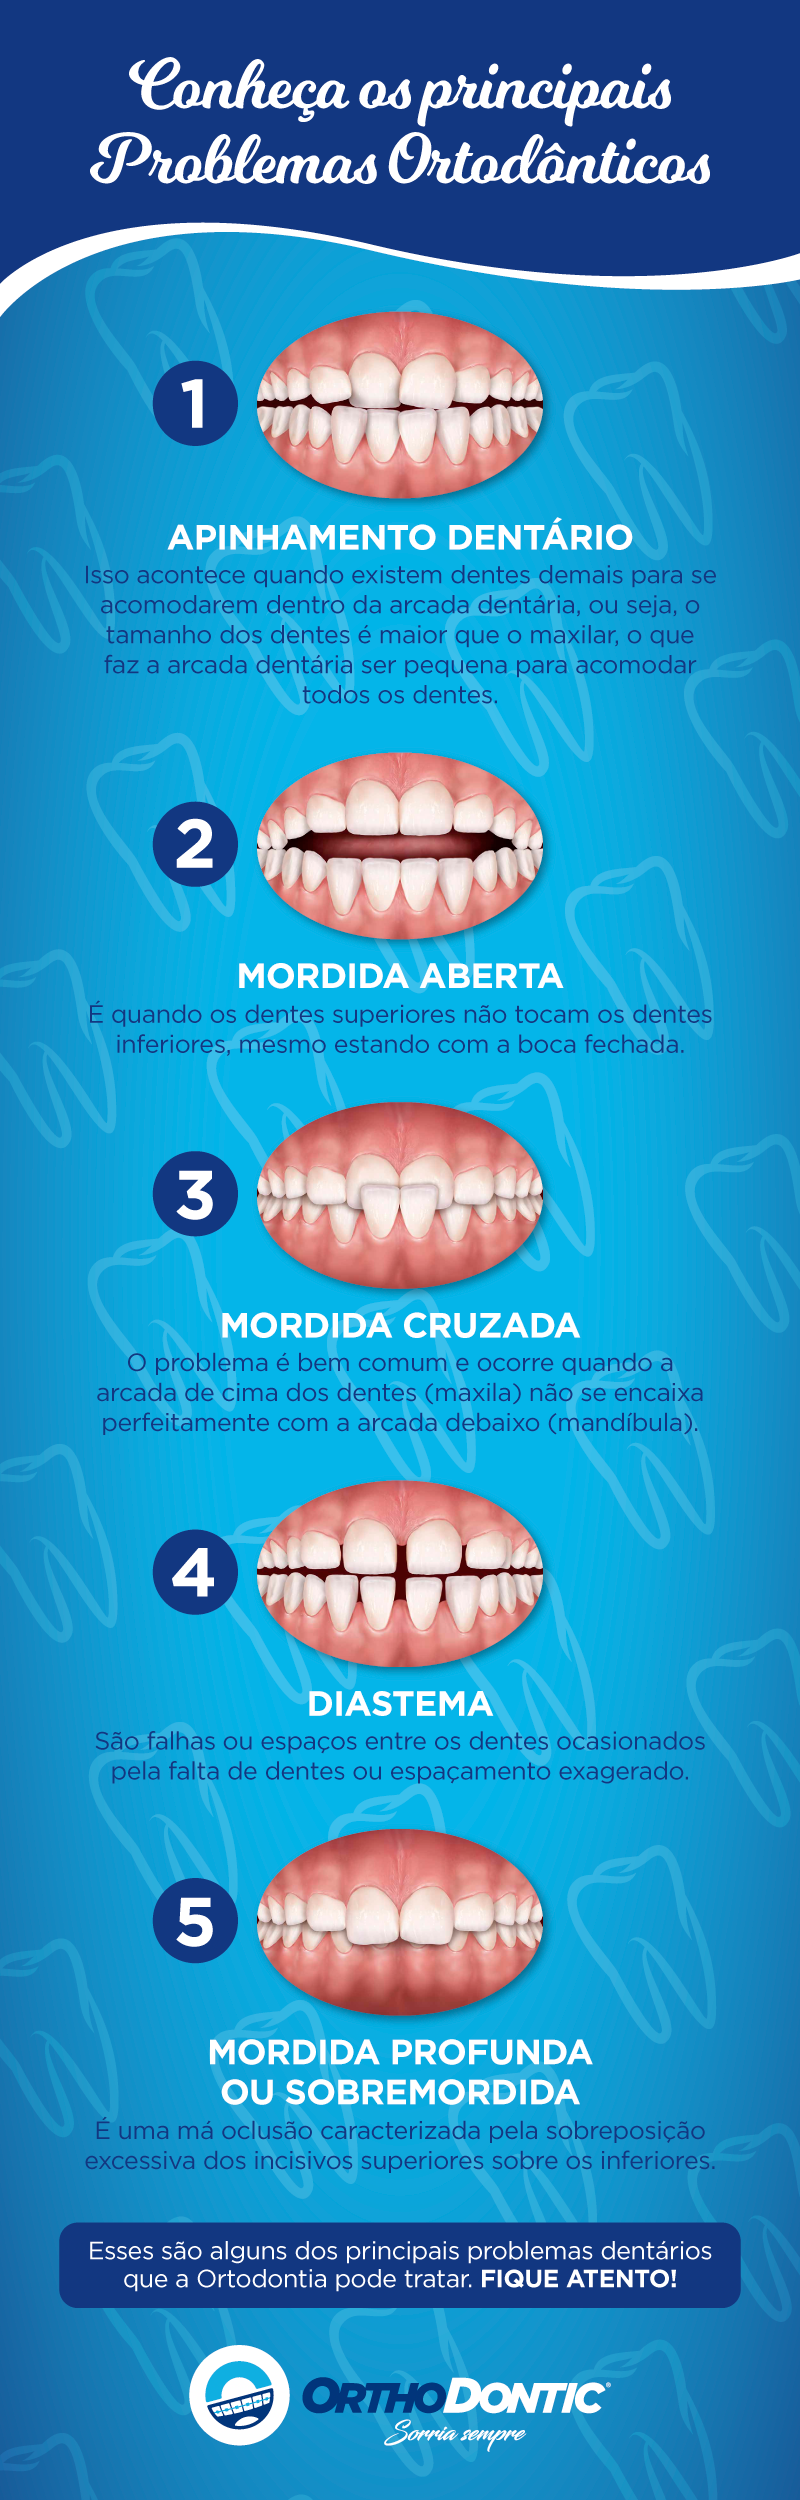 Conheça os principais
Problemas Ortodônticos
1
APINHAMENTO DENTÁRIO
Isso acontece quando existem dentes demais para se
acomodarem dentro da arcada dentária, ou seja, o
tamanho dos dentes é maior que o maxilar, o que
faz a arcada dentária ser pequena para acomodar
todos os dentes.
2
MORDIDA ABERTA
É quando os dentes superiores não tocam os dentes
inferiores, mesmo estando com a boca fechada.
3
MORDIDA CRUZADA
O problema é bem comum e ocorre quando a
arcada de cima dos dentes (maxila) não se encaixa
perfeitamente com a arcada debaixo (mandíbula).
4
DIASTEMA
São falhas ou espaços entre os dentes ocasionados
pela falta de dentes ou espaçamento exagerado.
5
MORDIDA PROFUNDA
OU SOBREMORDIDA
É uma má oclusão caracterizada pela sobreposição
excessiva dos incisivos superiores sobre os inferiores.
Esses são alguns dos principais problemas dentários
que a Ortodontia pode tratar. FIQUE ATENTO!
ORTHODONTIC®
Sorria sempre